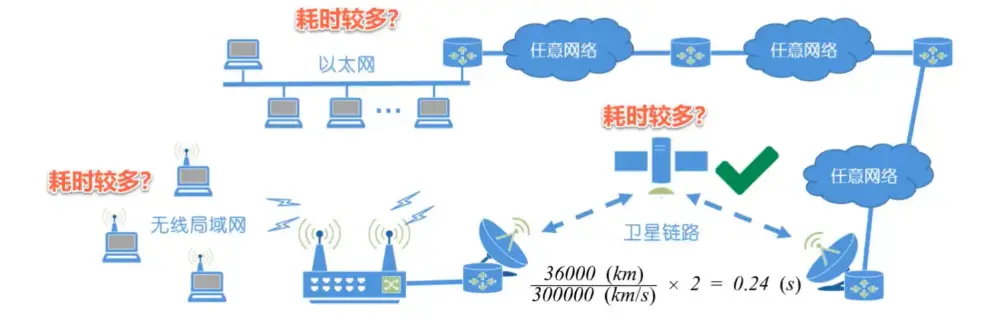 耗时较多?
以太网
任意网络
任意网络
耗时较多?
耗时较多?
任意网络
无线局域网
卫星链路
36000 (km)
300000 (km/s) × 2 = 0.24 (s)